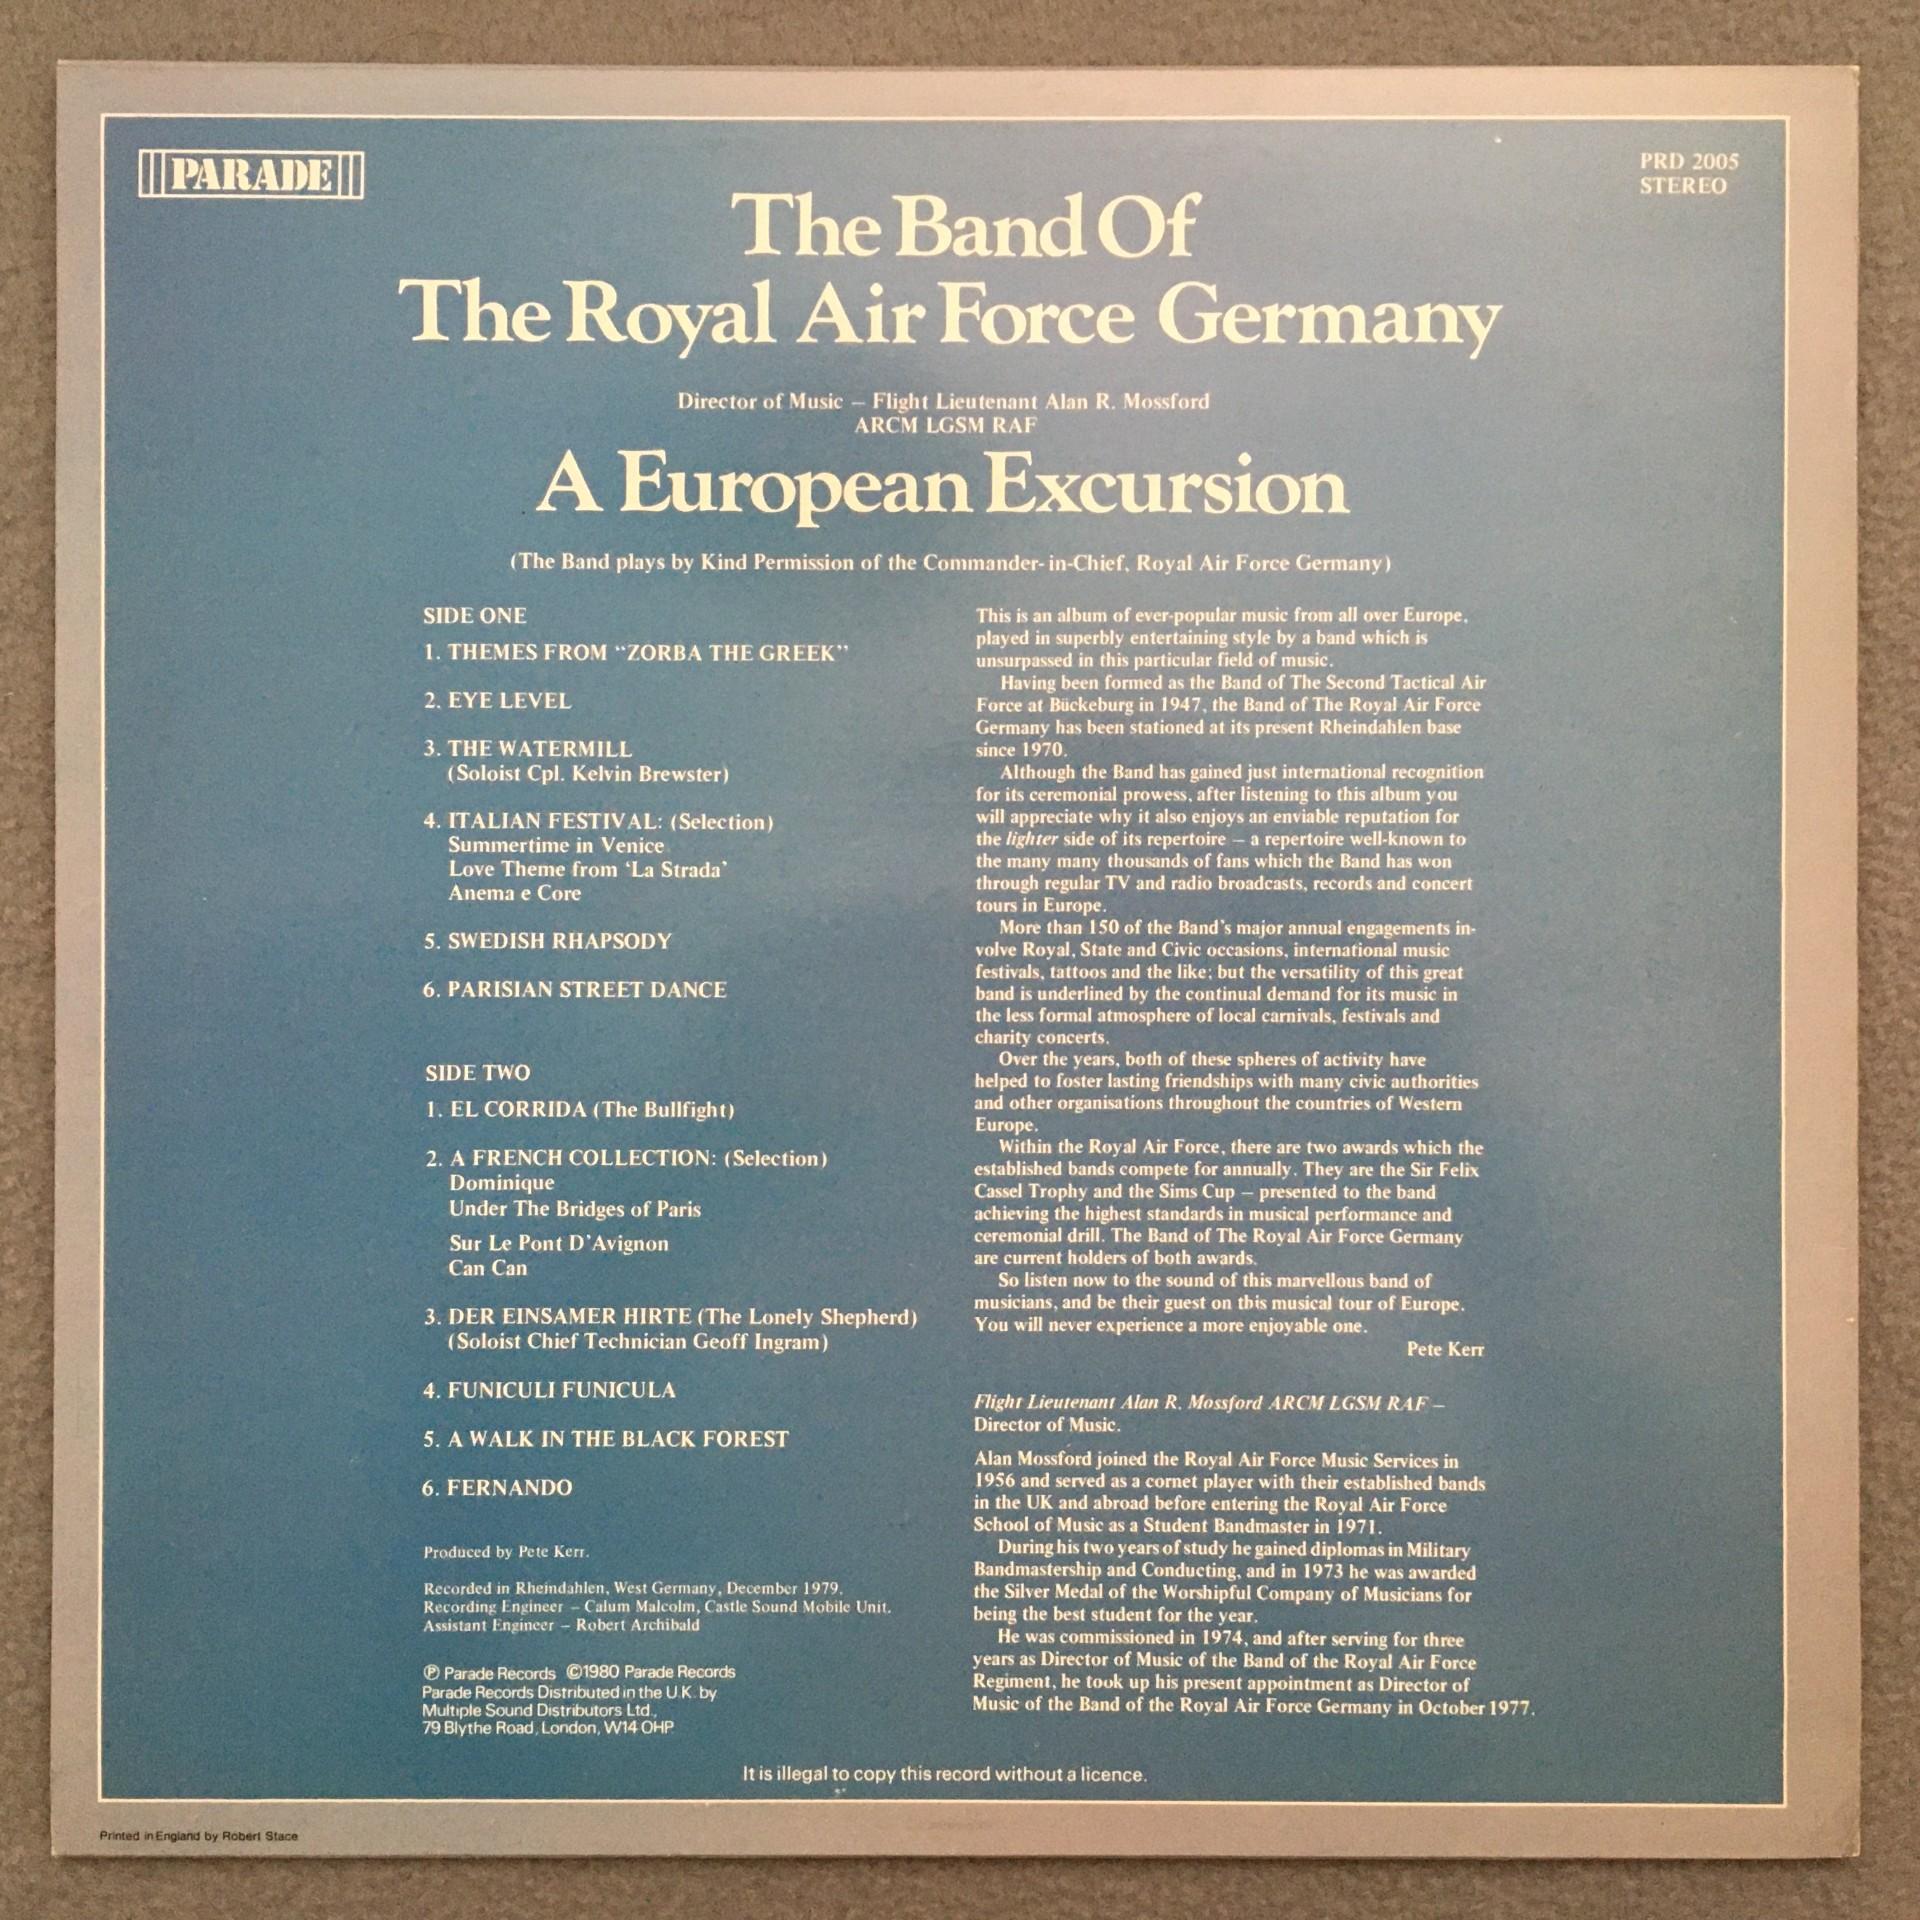 PARADE
PRD 2005
STEREO
The Band Of
The Royal Air Force Germany
Director of Music – Flight Lieutenant Alan R. Mossford
ARCM LGSM RAF
A European Excursion
(The Band plays by Kind Permission of the Commander-in-Chief, Royal Air Force Germany)
SIDE ONE
1. THEMES FROM “ZORBA THE GREEK”
2. EYE LEVEL
3. THE WATERMILL
(Soloist Cpl. Kelvin Brewster)
4. ITALIAN FESTIVAL: (Selection)
Summertime in Venice
Love Theme from ‘La Strada’
Anema e Core
5. SWEDISH RHAPSODY
6. PARISIAN STREET DANCE
SIDE TWO
1. EL CORRIDA (The Bullfight)
2. A FRENCH COLLECTION: (Selection)
Dominique
Under The Bridges of Paris
Sur Le Pont D’Avignon
Can Can
3. DER EINSAMER HIRTE (The Lonely Shepherd)
(Soloist Chief Technician Geoff Ingram)
4. FUNICULI FUNICULA
5. A WALK IN THE BLACK FOREST
6. FERNANDO
Produced by Pete Kerr.
Recorded in Rheindahlen, West Germany, December 1979.
Recording Engineer – Calum Malcolm, Castle Sound Mobile Unit.
Assistant Engineer – Robert Archibald
℗ Parade Records ©1980 Parade Records
Parade Records Distributed in the U.K. by
Multiple Sound Distributors Ltd.,
79 Blythe Road, London, W14 OHP
This is an album of ever-popular music from all over Europe,
played in superbly entertaining style by a band which is
unsurpassed in this particular field of music.
Having been formed as the Band of The Second Tactical Air
Force at Bückeburg in 1947, the Band of The Royal Air Force
Germany has been stationed at its present Rheindahlen base
since 1970.
Although the Band has gained just international recognition
for its ceremonial prowess, after listening to this album you
will appreciate why it also enjoys an enviable reputation for
the lighter side of its repertoire – a repertoire well-known to
the many many thousands of fans which the Band has won
through regular TV and radio broadcasts, records and concert
tours in Europe.
More than 150 of the Band’s major annual engagements in-
volve Royal, State and Civic occasions, international music
festivals, tattoos and the like; but the versatility of this great
band is underlined by the continual demand for its music in
the less formal atmosphere of local carnivals, festivals and
charity concerts.
Over the years, both of these spheres of activity have
helped to foster lasting friendships with many civic authorities
and other organisations throughout the countries of Western
Europe.
Within the Royal Air Force, there are two awards which the
established bands compete for annually. They are the Sir Felix
Cassel Trophy and the Sims Cup – presented to the band
achieving the highest standards in musical performance and
ceremonial drill. The Band of The Royal Air Force Germany
are current holders of both awards.
So listen now to the sound of this marvellous band of
musicians, and be their guest on this musical tour of Europe.
You will never experience a more enjoyable one.
Pete Kerr
Flight Lieutenant Alan R. Mossford ARCM LGSM RAF –
Director of Music.
Alan Mossford joined the Royal Air Force Music Services in
1956 and served as a cornet player with their established bands
in the UK and abroad before entering the Royal Air Force
School of Music as a Student Bandmaster in 1971.
During his two years of study he gained diplomas in Military
Bandmastership and Conducting, and in 1973 he was awarded
the Silver Medal of the Worshipful Company of Musicians for
being the best student for the year.
He was commissioned in 1974, and after serving for three
years as Director of Music of the Band of the Royal Air Force
Regiment, he took up his present appointment as Director of
Music of the Band of the Royal Air Force Germany in October 1977.
It is illegal to copy this record without a licence.
Printed in England by Robert Stace